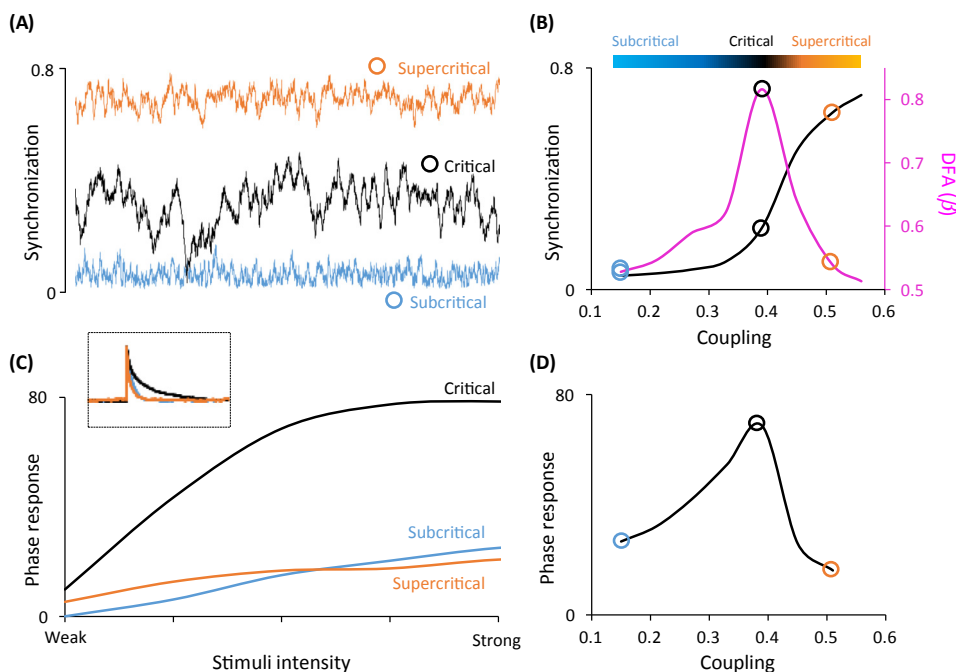 (A)
0.8
Synchronization
0
Supercritical
Critical
Subcritical
(B)
Subcritical Critical Supercritical
0.8
Synchronization
0
0.8
0.7
0.6
0.5
DFA (β)
0.1 0.2 0.3 0.4 0.5 0.6
Coupling
(C)
80
Phase response
0
Critical
Subcritical
Supercritical
Weak Strong
Stimuli intensity
(D)
80
Phase response
0
0.1 0.2 0.3 0.4 0.5 0.6
Coupling